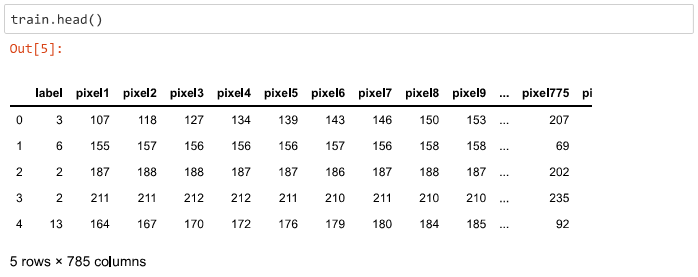 train.head()
Out[5]:
label pixel1 pixel2 pixel3 pixel4 pixel5 pixel6 pixel7 pixel8 pixel9 ... pixel775 pi
0 3 107 118 127 134 139 143 146 150 153 ... 207
1 6 155 157 156 156 156 157 156 158 158 ... 69
2 2 187 188 188 187 187 186 187 188 187 ... 202
3 2 211 211 212 212 211 210 211 210 210 ... 235
4 13 164 167 170 172 176 179 180 184 185 ... 92
5 rows × 785 columns